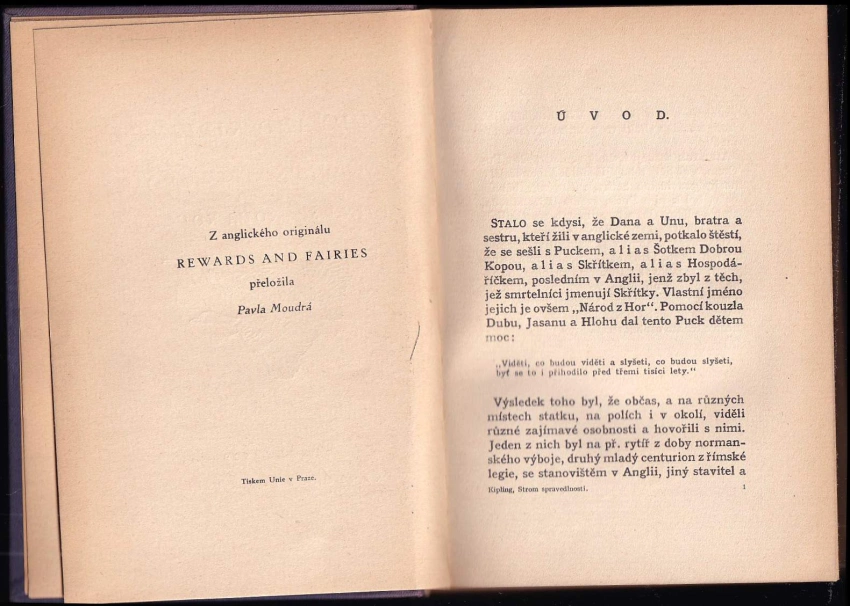 Z anglického originálu
REWARDS AND FAIRIES
přeložila
Pavla Moudrá
Tiskem Unie v Praze.
ÚVOD.
STALO se kdysi, že Dana a Unu, bratra a
sestru, kteří žili v anglické zemi, potkalo štěstí,
že se sešli s Puckem, alias Šotkem Dobrou
Kopou, alias Skřítkem, alias Hospodá-
říčkem, posledním v Anglii, jenž zbyl z těch,
jež smrtelníci jmenují Skřítky. Vlastní jméno
jejich je ovšem „Národ z Hor“. Pomocí kouzla
Dubu, Jasanu a Hlohu dal tento Puck dětem
moc:
„Viděti, co budou viděti a slyšeti, co budou slyšeti,
byť se to i přihodilo před třemi tisíci lety.“
Výsledek toho byl, že občas, a na různých
místech statku, na polích i v okolí, viděli
různé zajímavé osobnosti a hovořili s nimi.
Jeden z nich byl na př. rytíř z doby norman-
ského výboje, druhý mladý centurion z římské
legie, se stanovištěm v Anglii, jiný stavitel a
Kipling, Strom spravedlnosti. 1